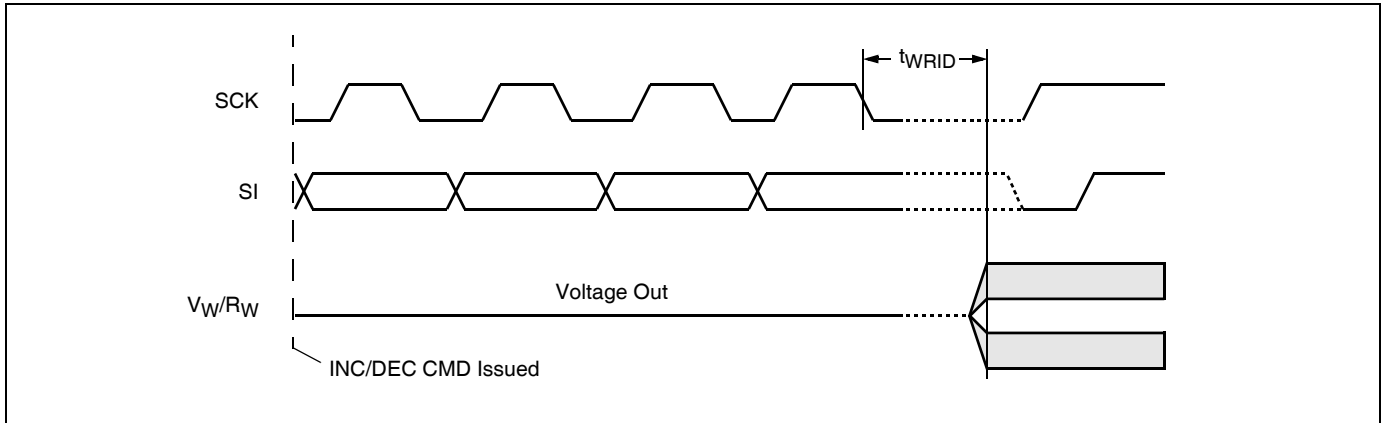 tWRID
SCK
SI
Voltage Out
VW/RW
INC/DEC CMD Issued